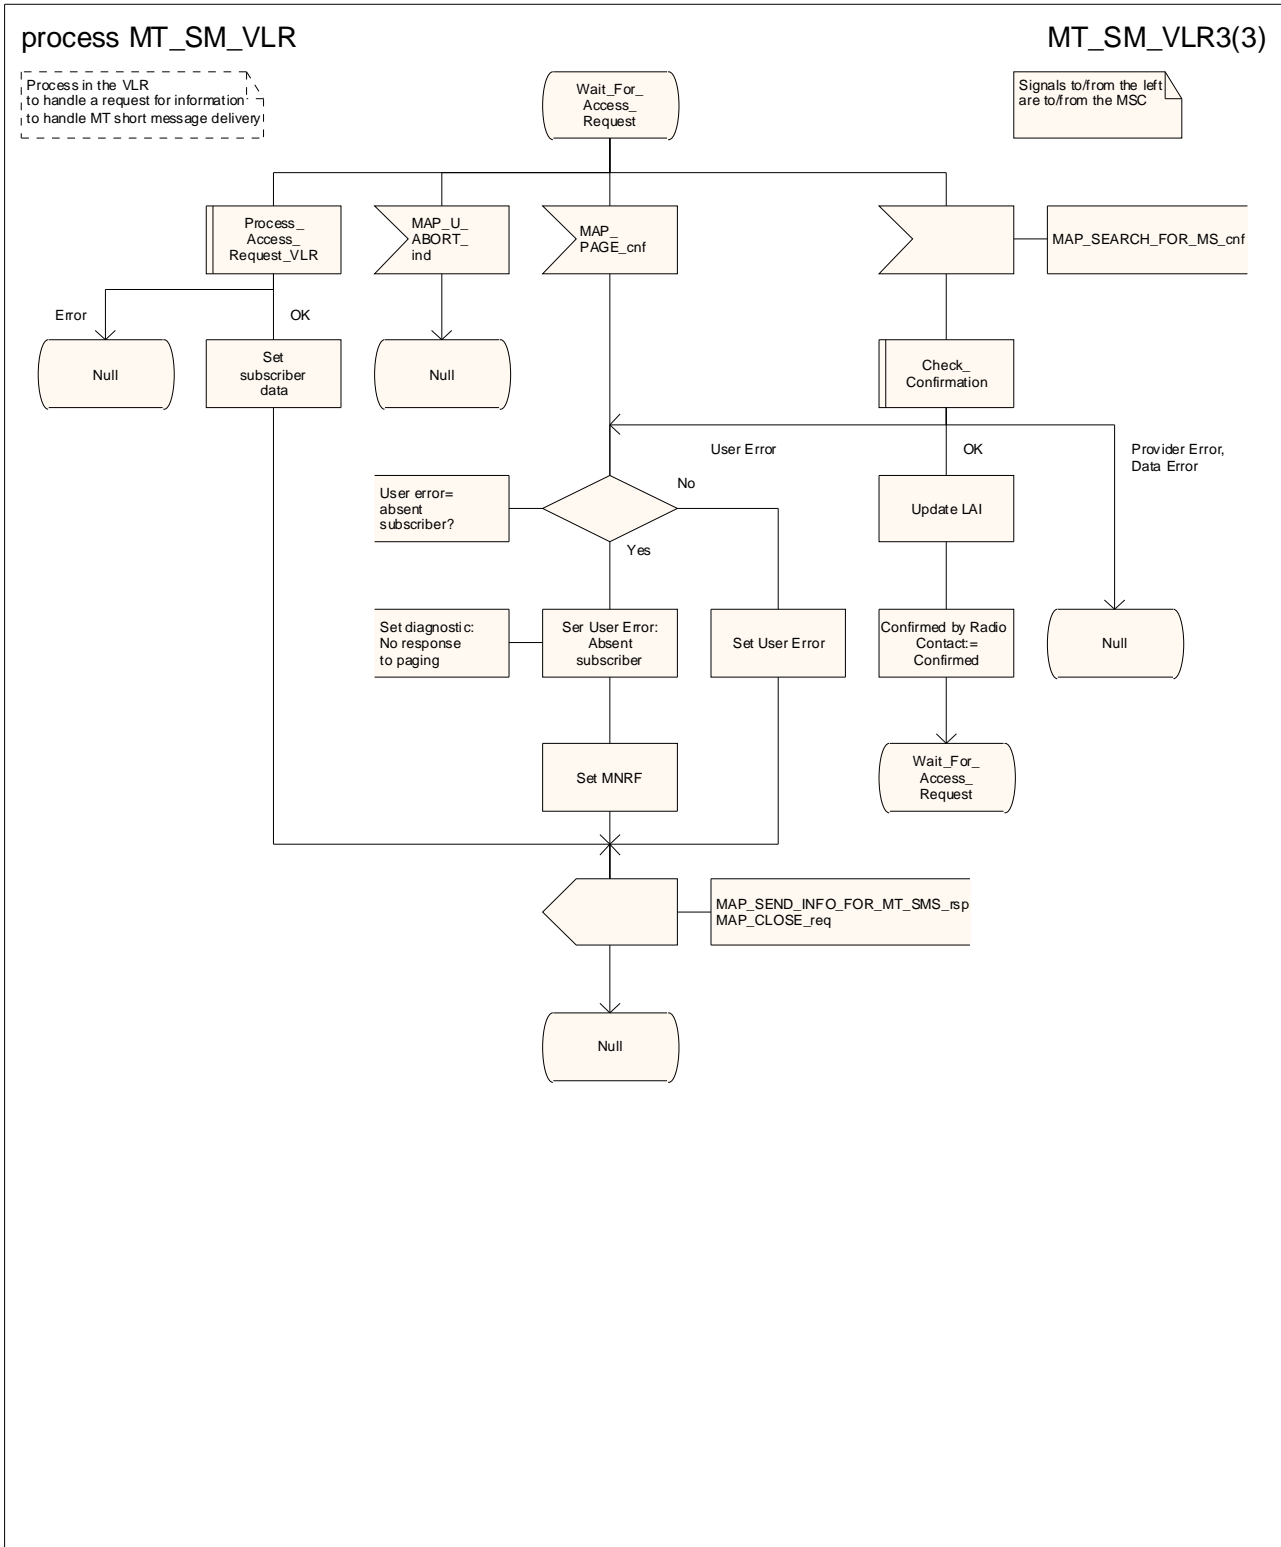 process MT_SM_VLR
MT_SM_VLR3(3)
Process in the VLR
to handle a request for information
to handle MT short message delivery
Wait_For_
Access_
Request
Signals to/from the left
are to/from the MSC
Process_
Access_
Request_VLR
MAP_U_
ABORT_
ind
MAP_
PAGE_cnf
MAP_SEARCH_FOR_MS_cnf
Error
OK
Null
Set
subscriber
data
Null
Check_
Confirmation
User Error
OK
Provider Error,
Data Error
User error=
absent
subscriber?
No
Yes
Update LAI
Set diagnostic:
No response
to paging
Ser User Error:
Absent
subscriber
Set User Error
Confirmed by Radio
Contact:=
Confirmed
Null
Set MNRF
Wait_For_
Access_
Request
MAP_SEND_INFO_FOR_MT_SMS_rsp
MAP_CLOSE_req
Null